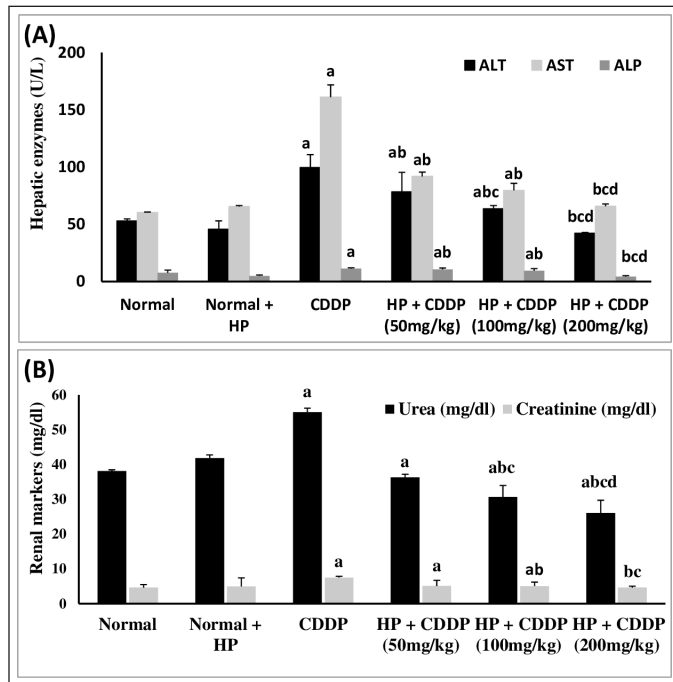 (A)
Hepatic enzymes (U/L)
200
150
100
50
0
ALT AST ALP
a a a
ab ab ab
abc ab ab
bcd bcd bcd
Normal Normal + CDDP HP + CDDP HP + CDDP HP + CDDP
HP (50mg/kg) (100mg/kg) (200mg/kg)
(B)
Renal markers (mg/dl)
60
50
40
30
20
10
0
Urea (mg/dl) Creatinine (mg/dl)
a a
a a
abc ab
abcd bc
Normal Normal + CDDP HP + CDDP HP + CDDP HP + CDDP
HP (50mg/kg) (100mg/kg) (200mg/kg)